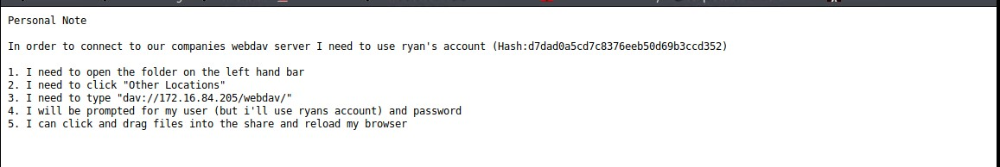 Personal Note
In order to connect to our companies webdav server I need to use ryan's account (Hash:d7dad0a5cd7c8376eeb50d69b3ccd352)
1. I need to open the folder on the left hand bar
2. I need to click "Other Locations"
3. I need to type "dav://172.16.84.205/webdav/"
4. I will be prompted for my user (but i'll use ryans account) and password
5. I can click and drag files into the share and reload my browser